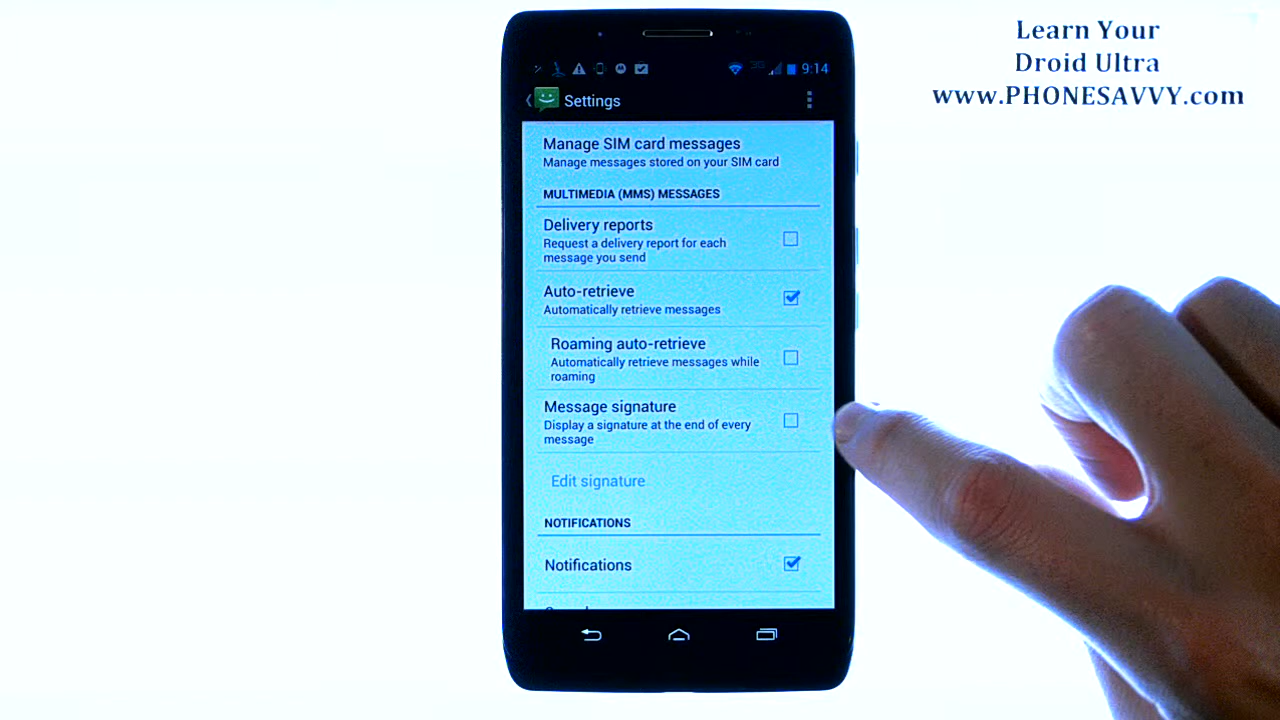 Learn Your
Droid Ultra
www.PHONESAVVY.com
3G
9:14
Settings
Manage SIM card messages
Manage messages stored on your SIM card
MULTIMEDIA (MMS) MESSAGES
Delivery reports
Request a delivery report for each
message you send
Auto-retrieve
Automatically retrieve messages
Roaming auto-retrieve
Automatically retrieve messages while
roaming
Message signature
Display a signature at the end of every
message
Edit signature
NOTIFICATIONS
Notifications